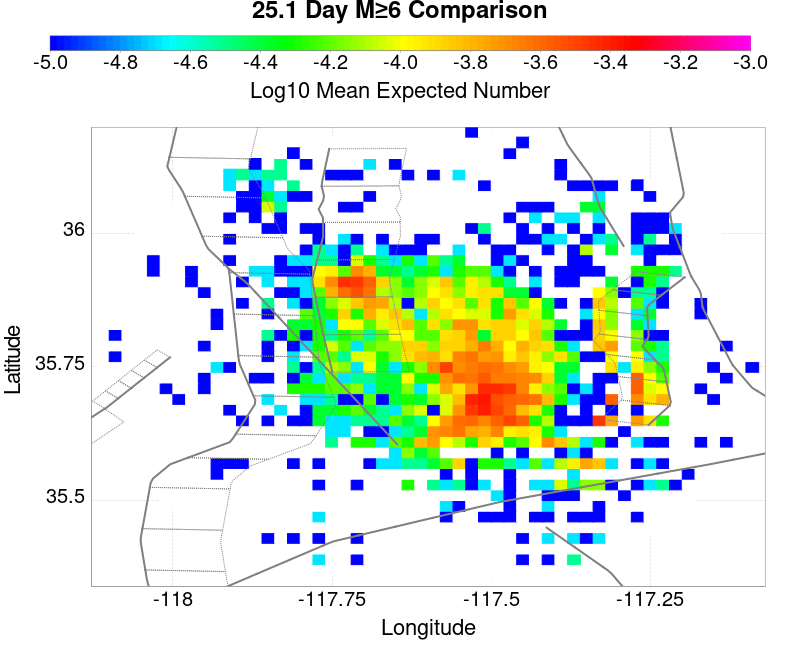 25.1 Day M≥6 Comparison
-5.0 -4.8 -4.6 -4.4 -4.2 -4.0 -3.8 -3.6 -3.4 -3.2 -3.0
Log10 Mean Expected Number
36
35.75
35.5
Latitude
-118 -117.75 -117.5 -117.25
Longitude